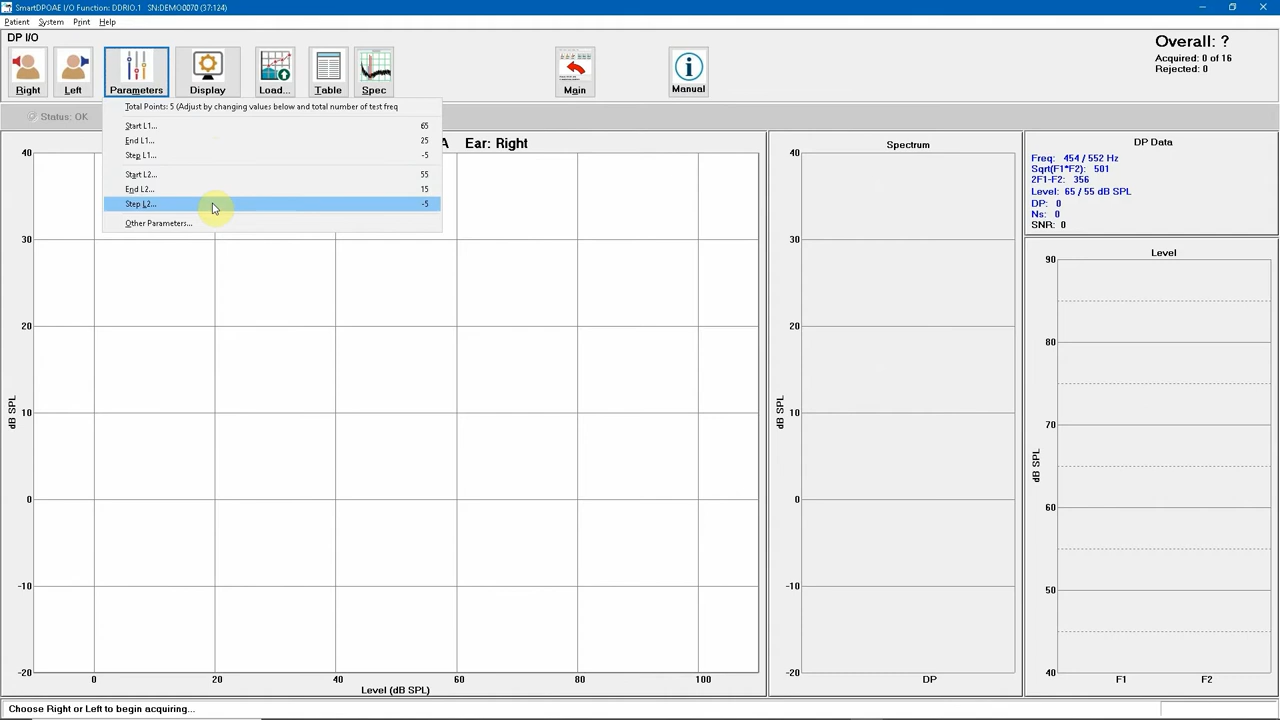 SmartDPOAE I/O Function: DDRIO.1   SN:DEMO0070 (37:124)
Patient   System   Print   Help
DP I/O
Right   Left   Parameters   Display   Load...   Table   Spec   Main   Manual
Overall: ?
Acquired: 0 of 16
Rejected: 0
Status: OK
Total Points: 5 (Adjust by changing values below and total number of test freq
Start L1...   65
End L1...   25
Step L1...   -5
Start L2...   55
End L2...   15
Step L2...   -5
Other Parameters...
A   Ear: Right
40
30
20
10
0
-10
-20
dB SPL
0   20   40   60   80   100
Level (dB SPL)
Spectrum
40
30
20
10
0
-10
-20
dB SPL
DP
DP Data
Freq:   454 / 552 Hz
Sqrt(F1*F2):   501
2F1-F2:   356
Level:   65 / 55 dB SPL
DP:   0
Ns:   0
SNR:   0
Level
90
80
70
60
50
40
dB SPL
F1   F2
Choose Right or Left to begin acquiring...